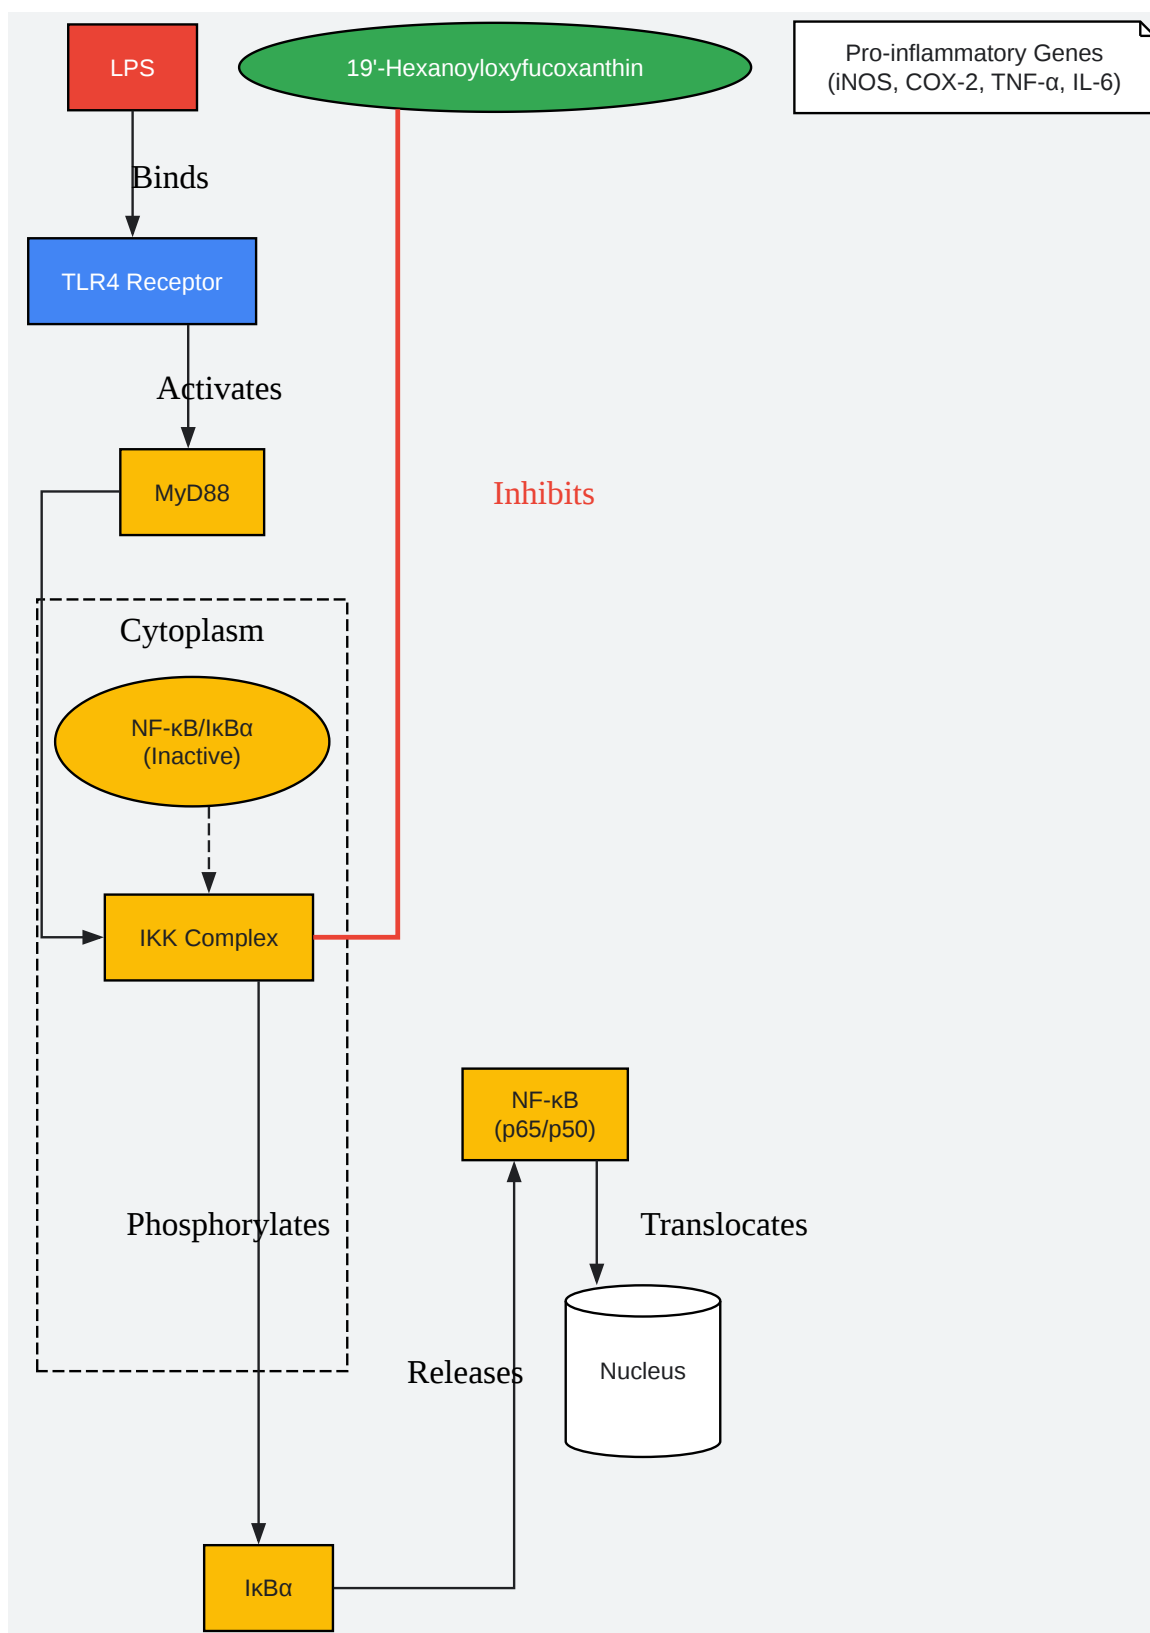 LPS
19'-Hexanoyloxyfucoxanthin
Pro-inflammatory Genes
(iNOS, COX-2, TNF-α, IL-6)
Binds
TLR4 Receptor
Activates
MyD88
Inhibits
Cytoplasm
NF-κB/IκBα
(Inactive)
IKK Complex
NF-κB
(p65/p50)
Phosphorylates
Translocates
Releases
Nucleus
IκBα